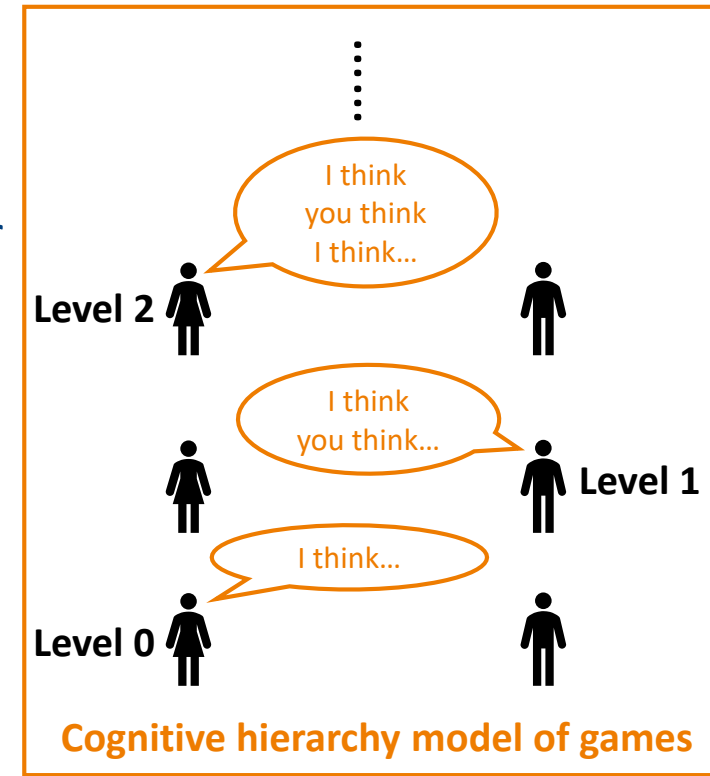 I think
you think
I think…
Level 2
I think
you think…
Level 1
I think…
Level 0
Cognitive hierarchy model of games